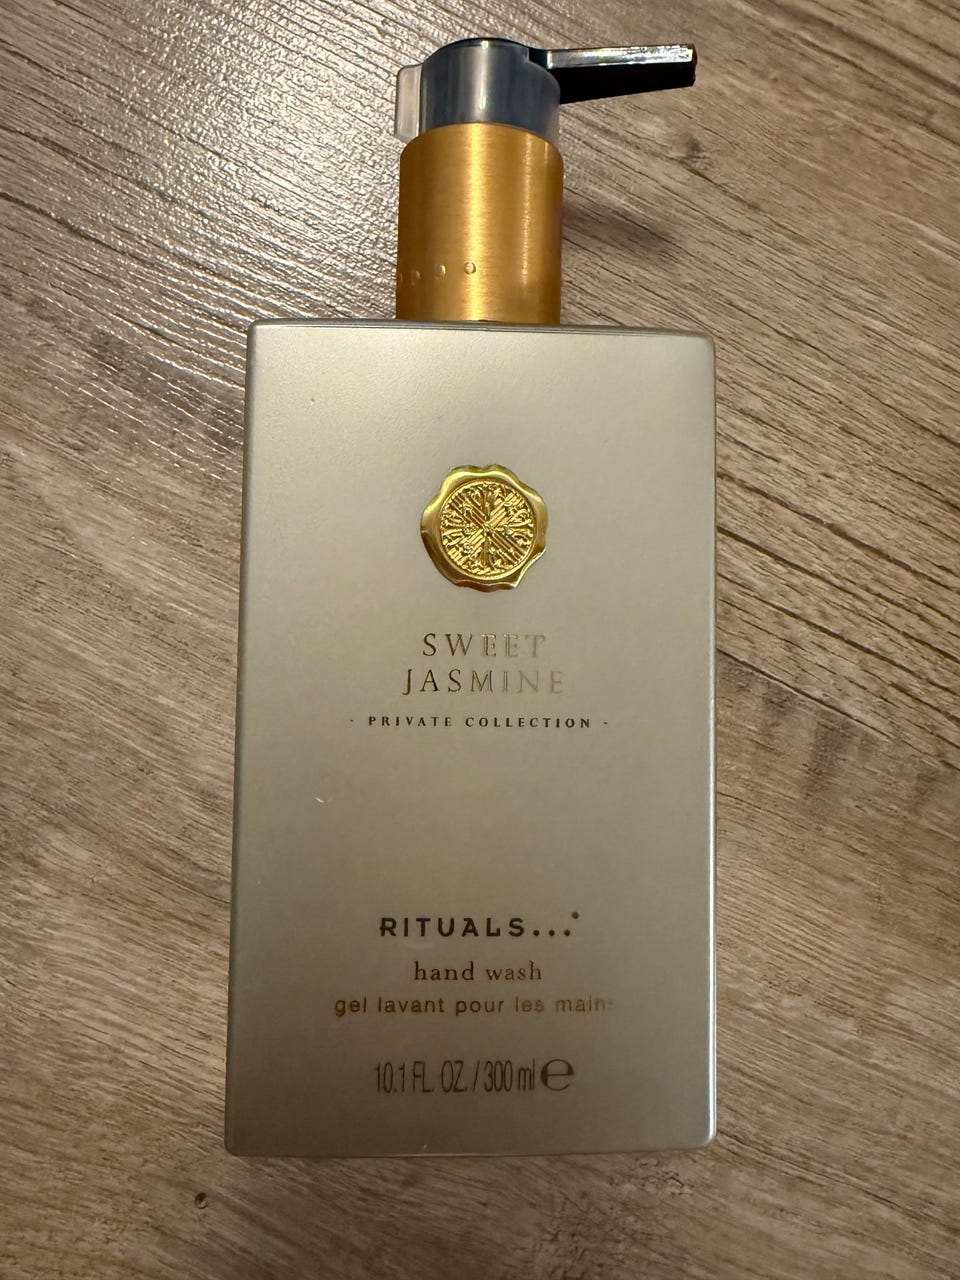 SWEET
JASMINE
- PRIVATE COLLECTION -
RITUALS...
hand wash
gel lavant pour les mains
10.1 FL. OZ. / 300 ml ℮